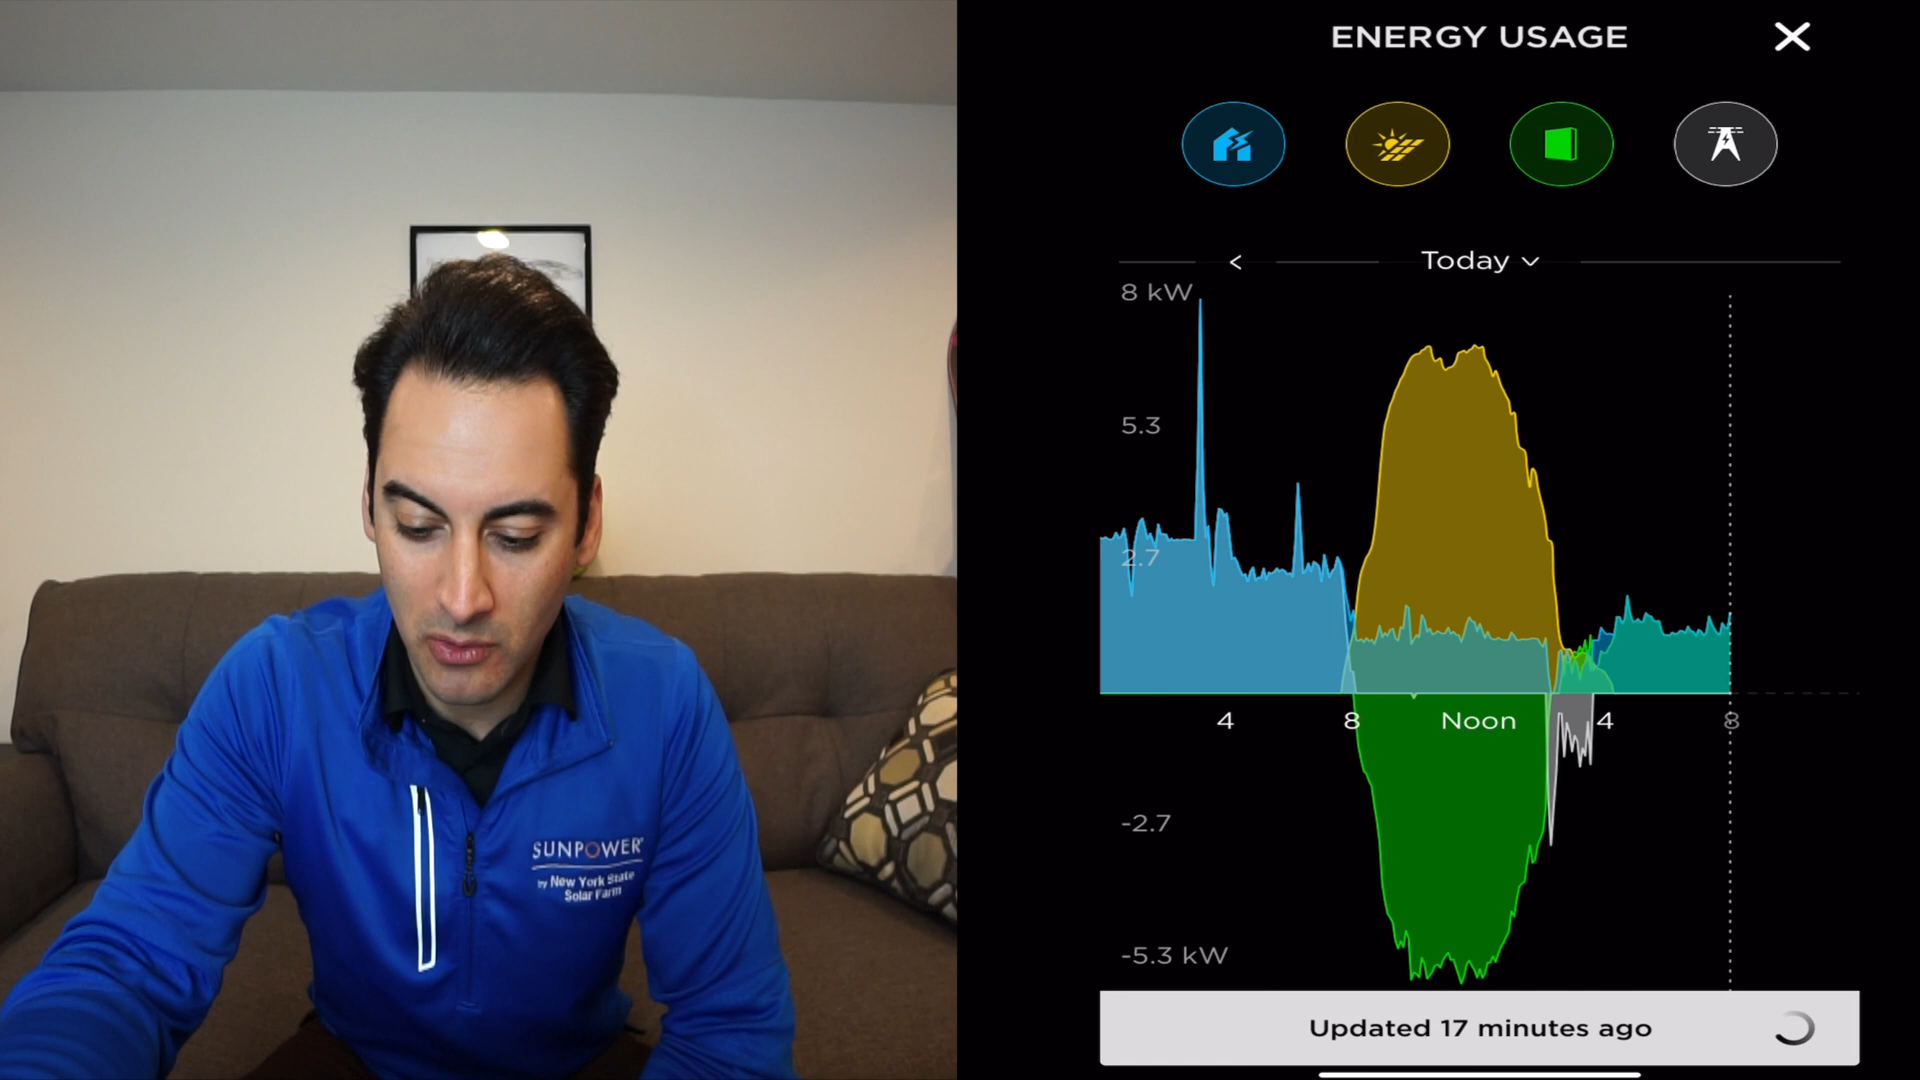 SUNPOWER
by New York State
Solar Farm
ENERGY USAGE
Today
8 kW
5.3
2.7
4 8 Noon 4 8
-2.7
-5.3 kW
Updated 17 minutes ago